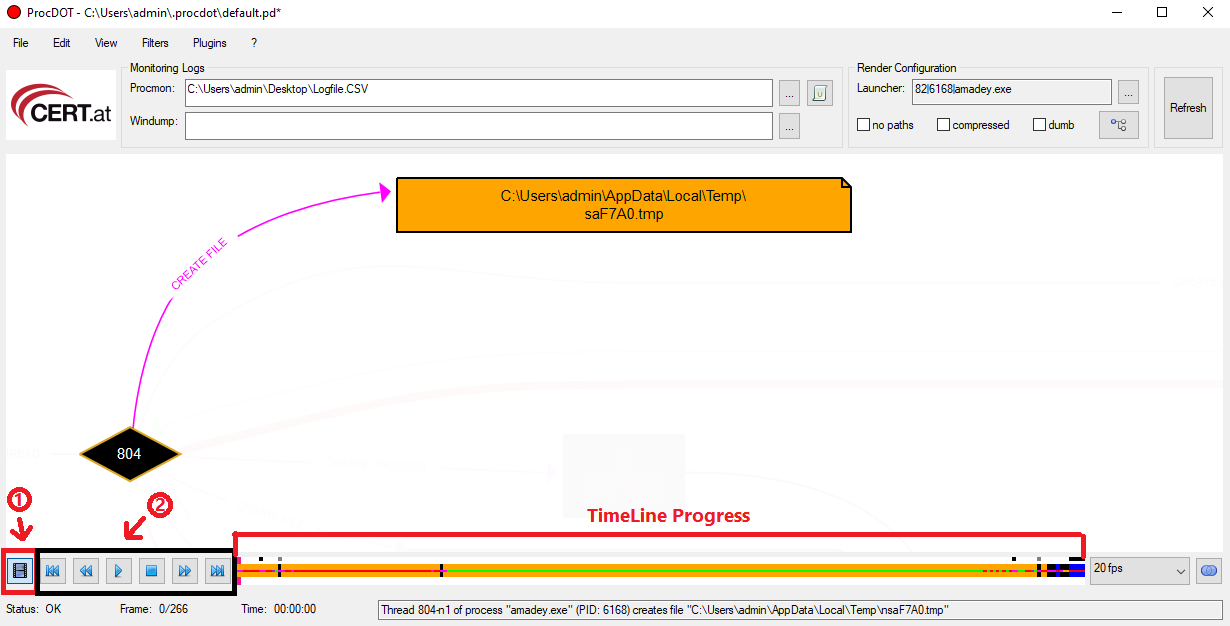 ProcDOT - C:\Users\admin\.procdot\default.pd*
File Edit View Filters Plugins ?
CERT.at
Monitoring Logs
Procmon: C:\Users\admin\Desktop\Logfile.CSV ...
Windump: ...
Render Configuration
Launcher: 82|6168|amadey.exe ...
no paths compressed dumb
Refresh
C:\Users\admin\AppData\Local\Temp\
saF7A0.tmp
CREATE FILE
804
1
2
TimeLine Progress
20 fps
Status: OK Frame: 0/266 Time: 00:00:00
Thread 804-n1 of process "amadey.exe" (PID: 6168) creates file "C:\Users\admin\AppData\Local\Temp\nsaF7A0.tmp"